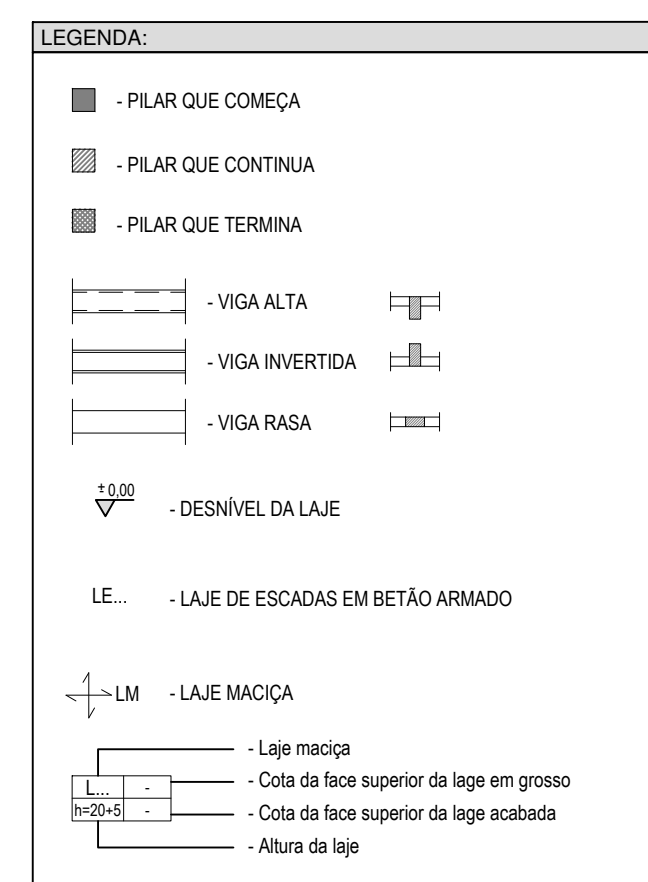 LEGENDA:
- PILAR QUE COMEÇA
- PILAR QUE CONTINUA
- PILAR QUE TERMINA
- VIGA ALTA
- VIGA INVERTIDA
- VIGA RASA
± 0,00
- DESNÍVEL DA LAJE
LE... - LAJE DE ESCADAS EM BETÃO ARMADO
LM - LAJE MACIÇA
- Laje maciça
L... - - Cota da face superior da lage em grosso
h=20+5 - - Cota da face superior da lage acabada
- Altura da laje